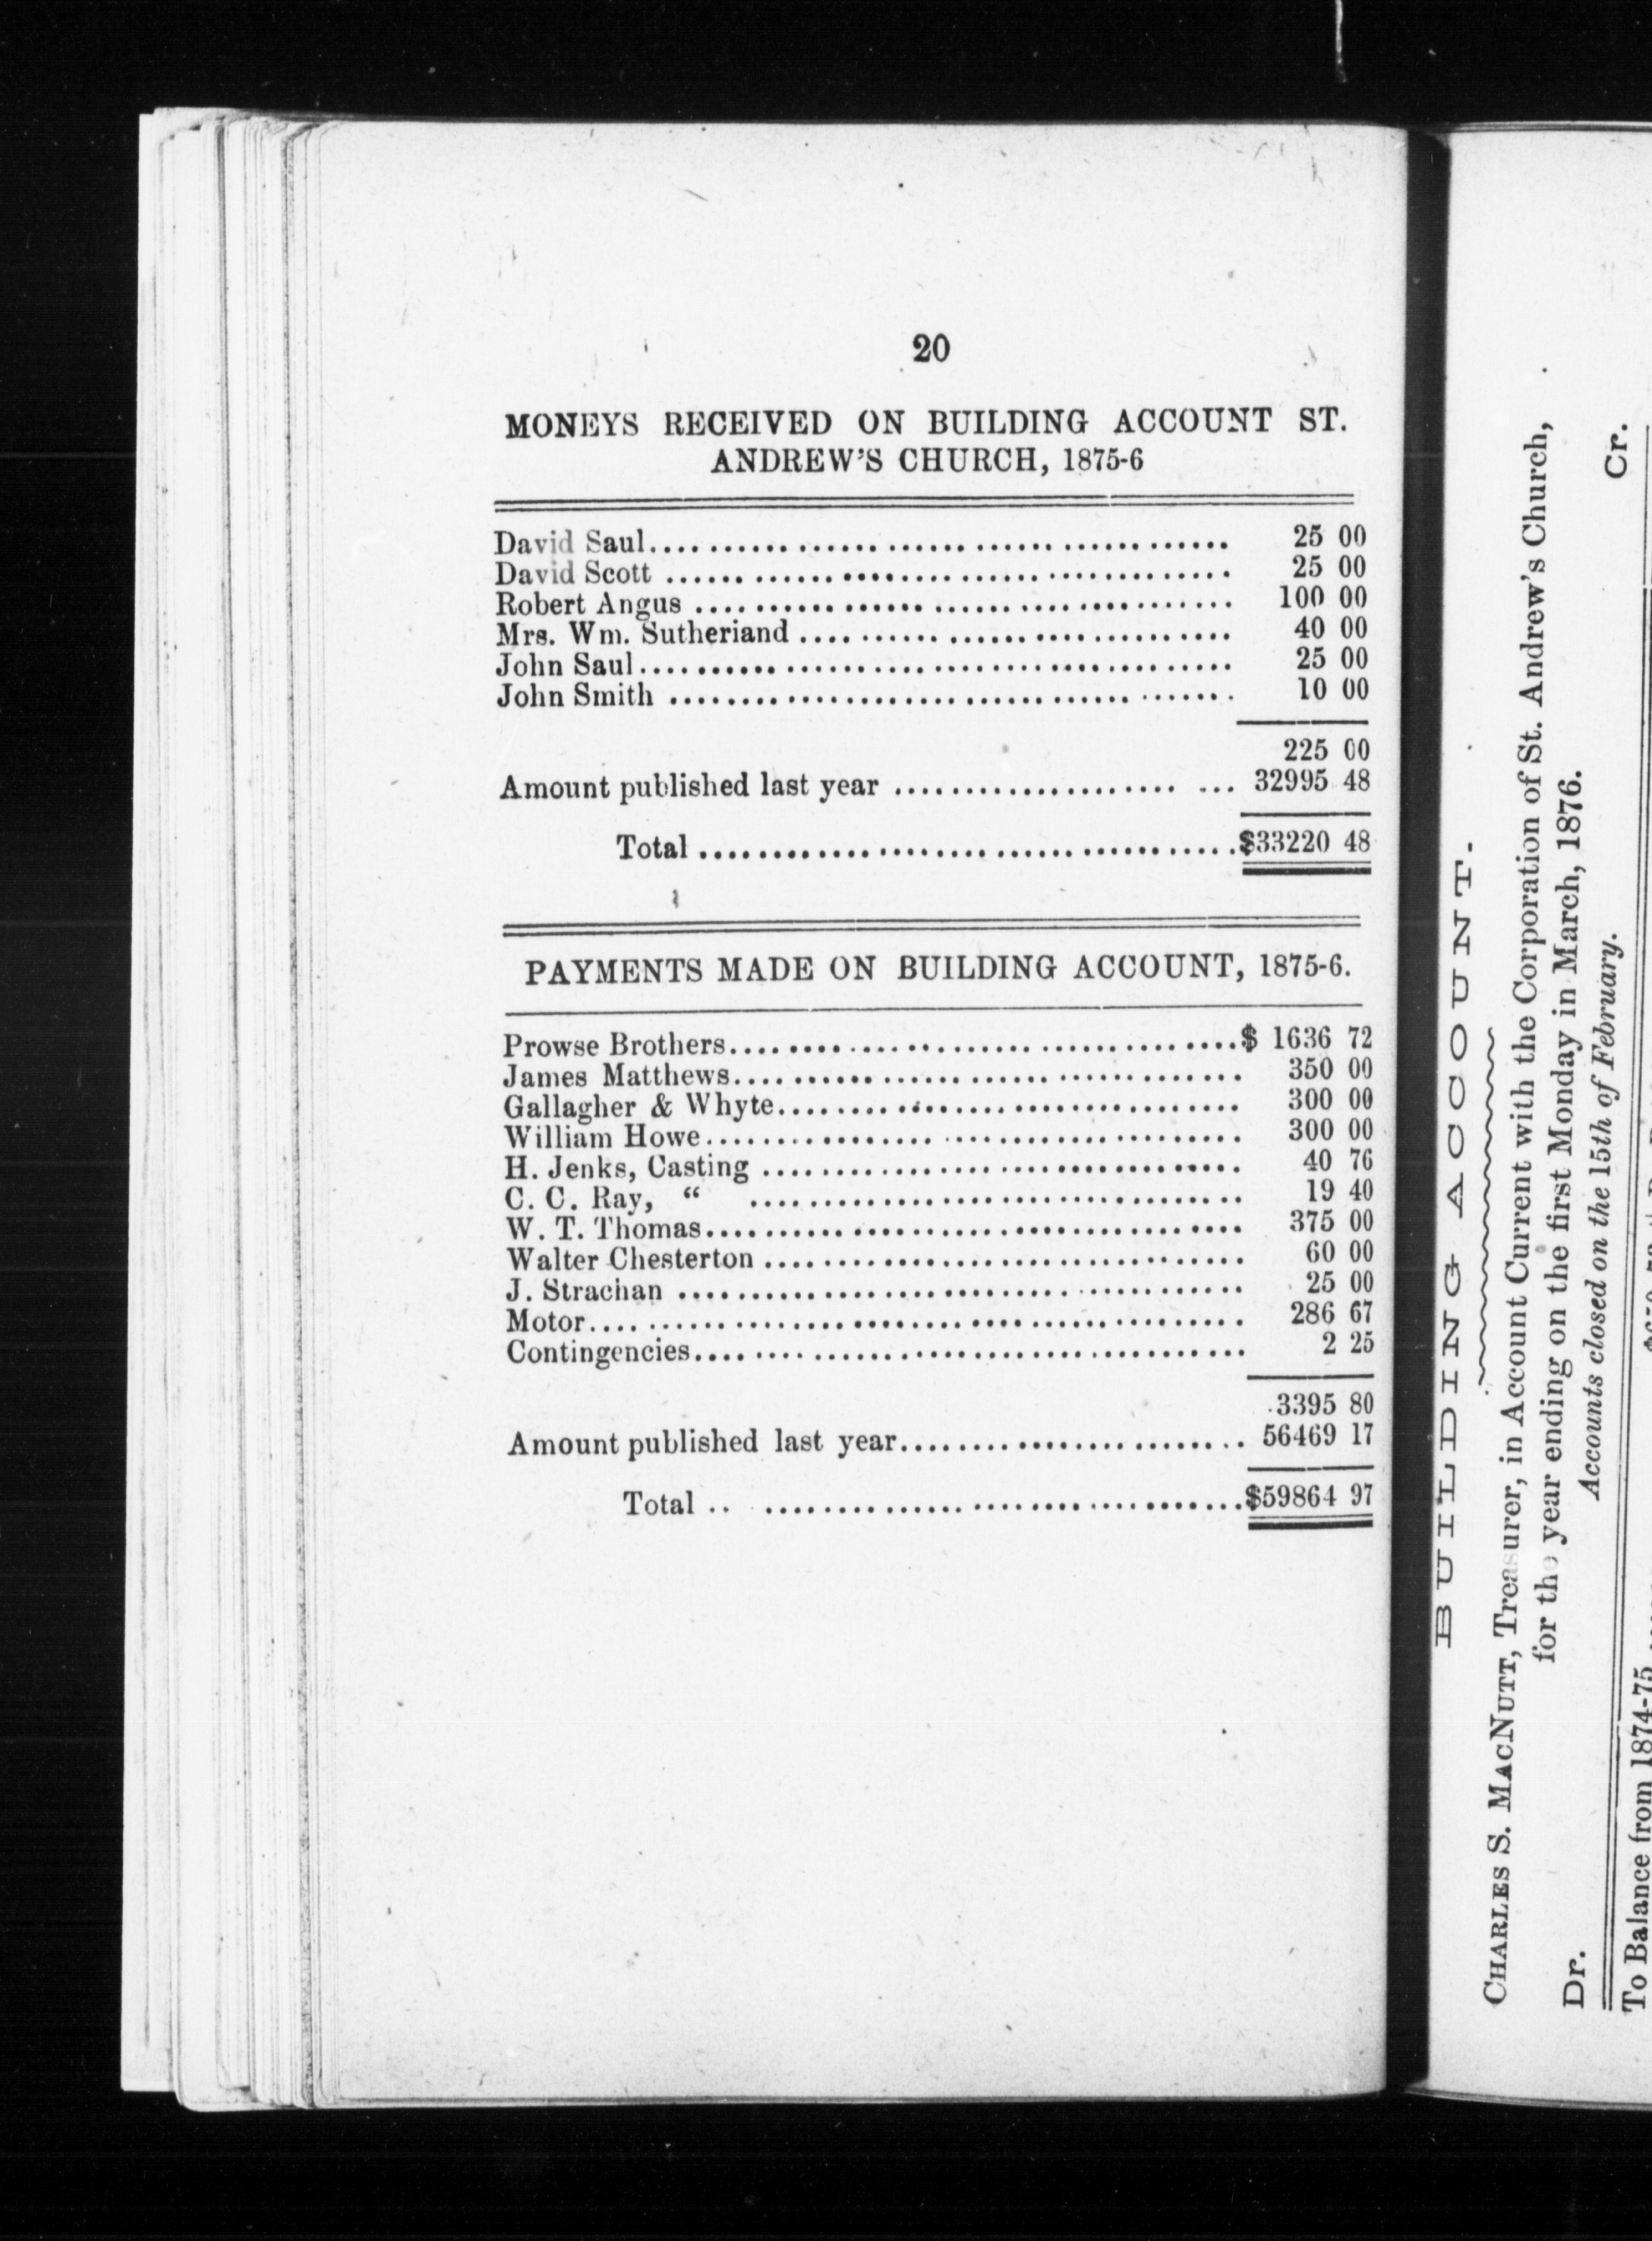 20
MONEYS RECEIVED ON BUILDING ACCOUNT ST.
ANDREW'S CHURCH, 1875-6
David Saul........................................ 25 00
David Scott ........................................ 25 00
Robert Angus ........................................ 100 00
Mrs. Wm. Sutheriand .............................. 40 00
John Saul........................................ 25 00
John Smith ........................................ 10 00
225 00
Amount published last year .................... ... 32995 48
Total ........................................$33220 48
PAYMENTS MADE ON BUILDING ACCOUNT, 1875-6.
Prowse Brothers...................................$ 1636 72
James Matthews................................... 350 00
Gallagher & Whyte................................ 300 00
William Howe..................................... 300 00
H. Jenks, Casting ................................. 40 76
C. C. Ray, “ .................................. 19 40
W. T. Thomas..................................... 375 00
Walter Chesterton ................................. 60 00
J. Strachan ....................................... 25 00
Motor............................................. 286 67
Contingencies...................................... 2 25
3395 80
Amount published last year........................ 56469 17
Total .. .................................$59864 97
BUILDING ACCOUNT.
CHARLES S. MACNUTT, Treasurer, in Account Current with the Corporation of St. Andrew's Church,
for the year ending on the first Monday in March, 1876.
Accounts closed on the 15th of February.
Dr. Cr.
To Balance from 1874-75